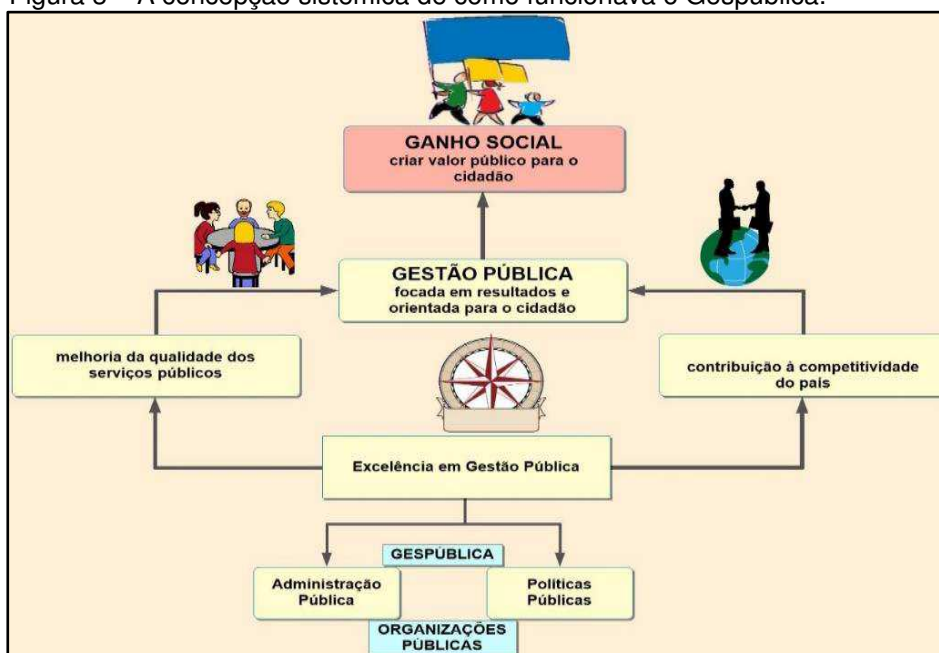 Figura 3 – A concepção sistêmica de como funcionava o Gespública.
GANHO SOCIAL
criar valor público para o
cidadão
GESTÃO PÚBLICA
focada em resultados e
orientada para o cidadão
melhoria da qualidade dos
serviços públicos
contribuição à competitividade
do país
Excelência em Gestão Pública
GESPÚBLICA
Administração
Pública
Políticas
Públicas
ORGANIZAÇÕES
PÚBLICAS